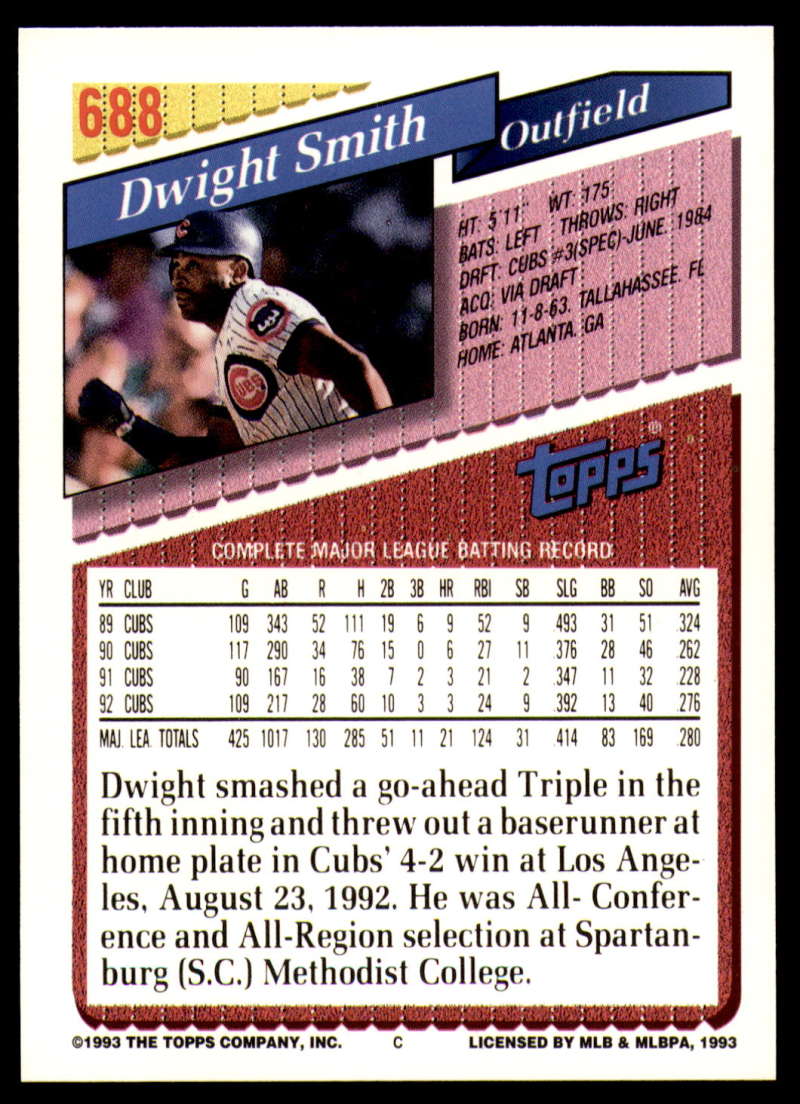 688
Dwight Smith
Outfield
HT: 5'11" WT: 175
BATS: LEFT THROWS: RIGHT
DRFT: CUBS #3(SPEC)-JUNE, 1984
ACQ: VIA DRAFT
BORN: 11-8-63, TALLAHASSEE, FL
HOME: ATLANTA, GA
CUBS
topps®
COMPLETE MAJOR LEAGUE BATTING RECORD
YR CLUB G AB R H 2B 3B HR RBI SB SLG BB SO AVG
89 CUBS 109 343 52 111 19 6 9 52 9 .493 31 51 .324
90 CUBS 117 290 34 76 15 0 6 27 11 .376 28 46 .262
91 CUBS 90 167 16 38 7 2 3 21 2 .347 11 32 .228
92 CUBS 109 217 28 60 10 3 3 24 9 .392 13 40 .276
MAJ. LEA. TOTALS 425 1017 130 285 51 11 21 124 31 .414 83 169 .280
Dwight smashed a go-ahead Triple in the
fifth inning and threw out a baserunner at
home plate in Cubs' 4-2 win at Los Ange-
les, August 23, 1992. He was All- Confer-
ence and All-Region selection at Spartan-
burg (S.C.) Methodist College.
©1993 THE TOPPS COMPANY, INC. C LICENSED BY MLB & MLBPA, 1993